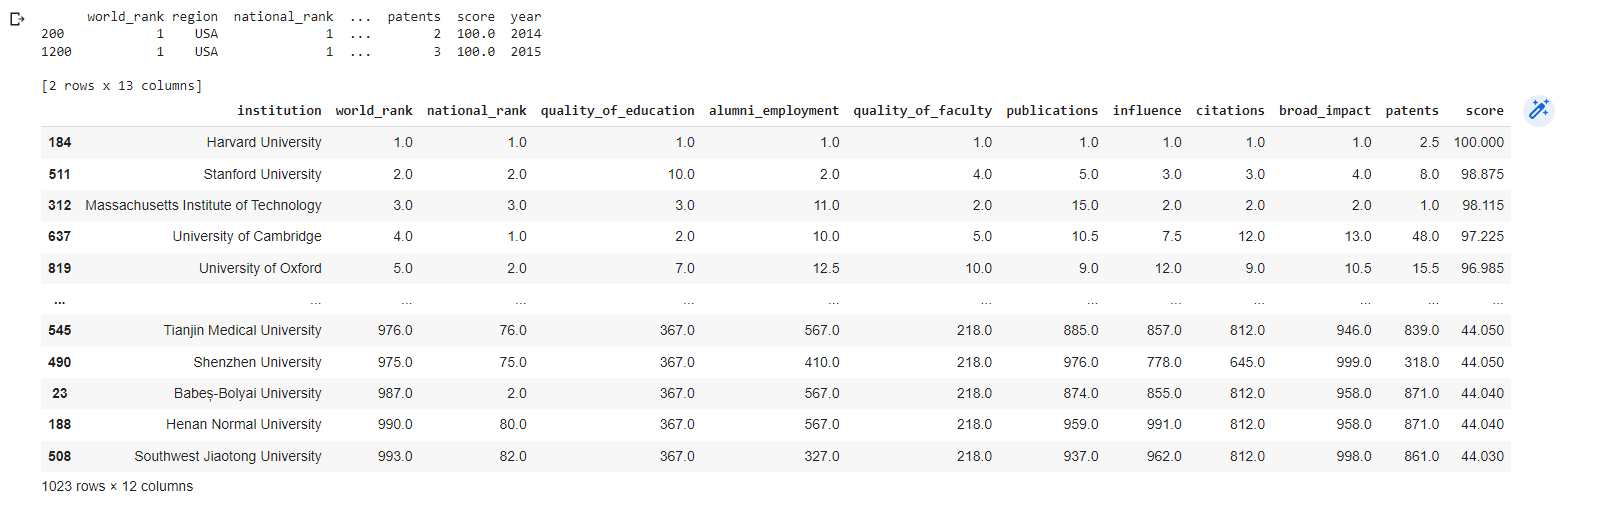 world_rank region national_rank ... patents score year
200 1 USA 1 ... 2 100.0 2014
1200 1 USA 1 ... 3 100.0 2015
[2 rows x 13 columns]
institution world_rank national_rank quality_of_education alumni_employment quality_of_faculty publications influence citations broad_impact patents score
184 Harvard University 1.0 1.0 1.0 1.0 1.0 1.0 1.0 1.0 1.0 2.5 100.000
511 Stanford University 2.0 2.0 10.0 2.0 4.0 5.0 3.0 3.0 4.0 8.0 98.875
312 Massachusetts Institute of Technology 3.0 3.0 3.0 11.0 2.0 15.0 2.0 2.0 2.0 1.0 98.115
637 University of Cambridge 4.0 1.0 2.0 10.0 5.0 10.5 7.5 12.0 13.0 48.0 97.225
819 University of Oxford 5.0 2.0 7.0 12.5 10.0 9.0 12.0 9.0 10.5 15.5 96.985
... ... ... ... ... ... ... ... ... ... ... ... ...
545 Tianjin Medical University 976.0 76.0 367.0 567.0 218.0 885.0 857.0 812.0 946.0 839.0 44.050
490 Shenzhen University 975.0 75.0 367.0 410.0 218.0 976.0 778.0 645.0 999.0 318.0 44.050
23 Babeș-Bolyai University 987.0 2.0 367.0 567.0 218.0 874.0 855.0 812.0 958.0 871.0 44.040
188 Henan Normal University 990.0 80.0 367.0 567.0 218.0 959.0 991.0 812.0 958.0 871.0 44.040
508 Southwest Jiaotong University 993.0 82.0 367.0 327.0 218.0 937.0 962.0 812.0 998.0 861.0 44.030
1023 rows × 12 columns